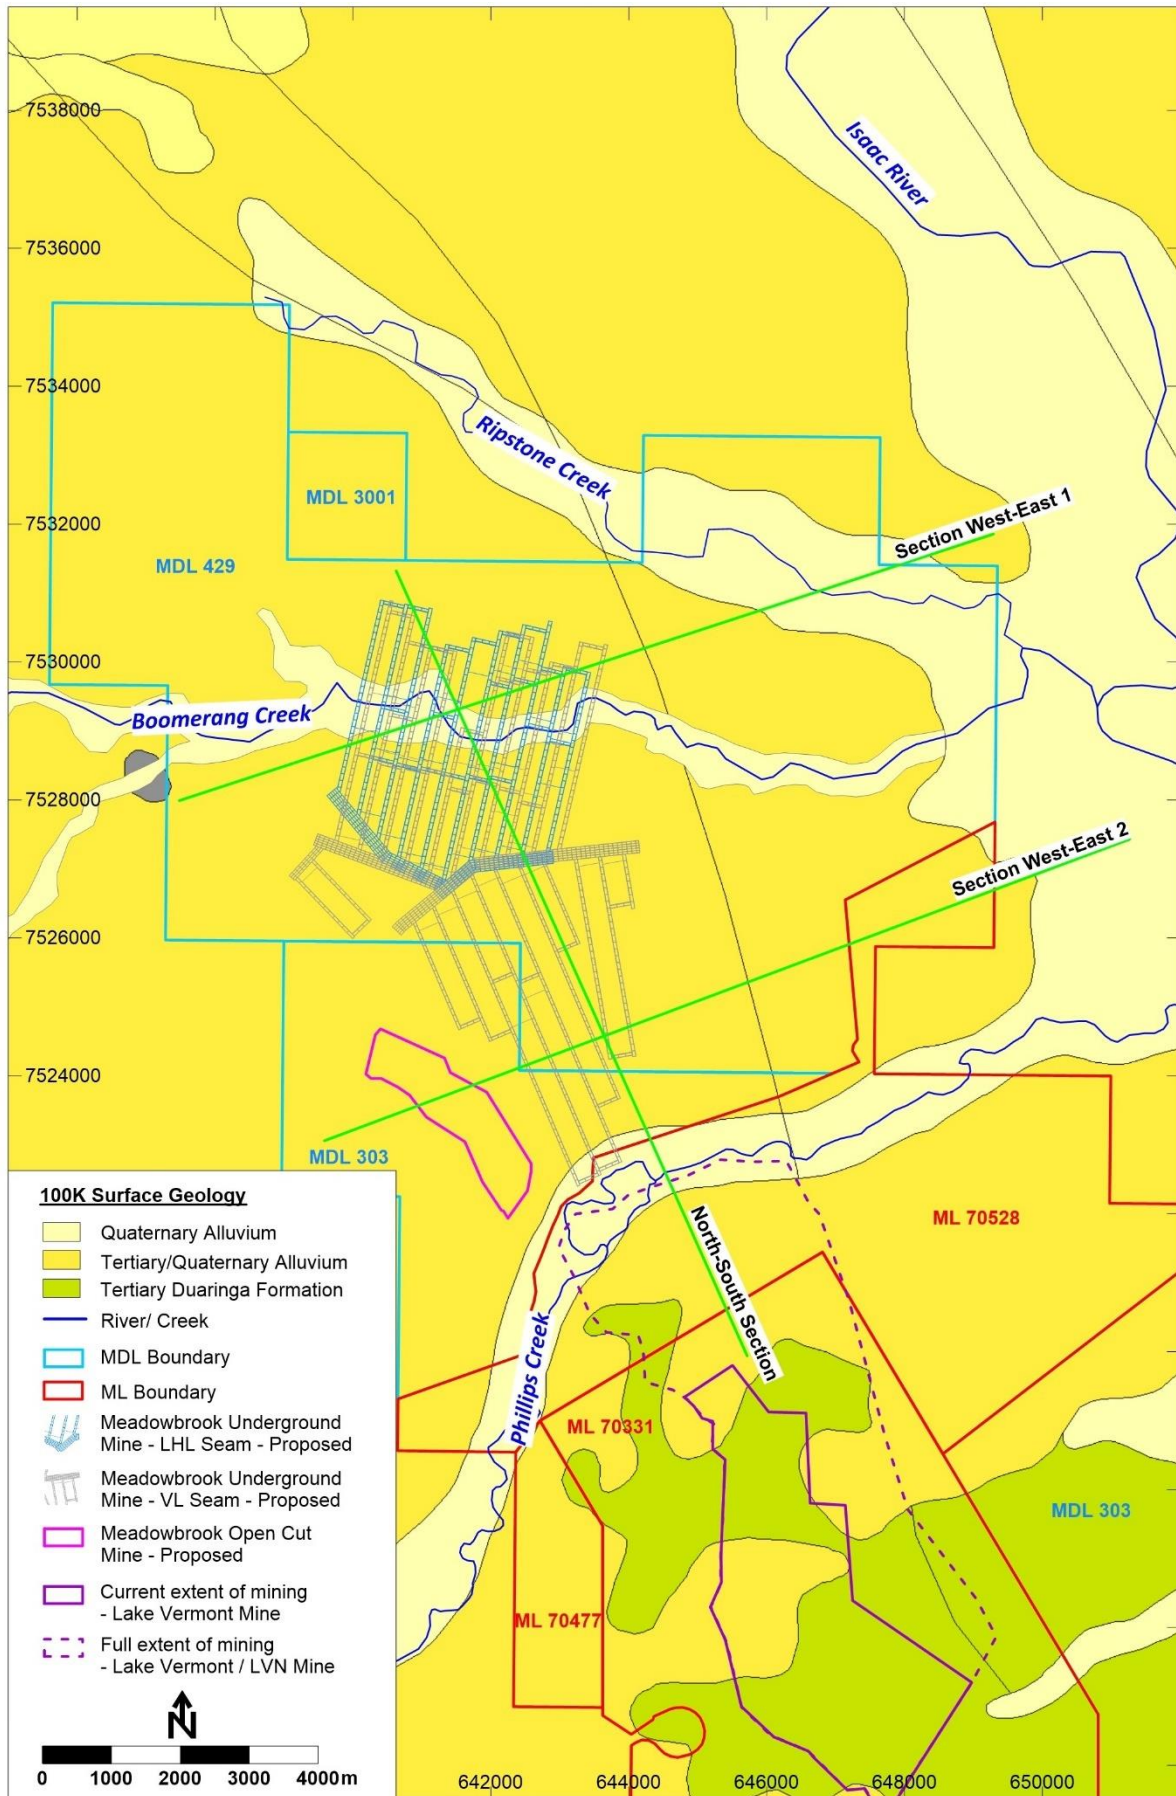 7538000
Isaac River
7536000
7534000
Ripstone Creek
MDL 3001
7532000
Section West-East 1
MDL 429
7530000
Boomerang Creek
7528000
Section West-East 2
7526000
7524000
MDL 303
ML 70528
North-South Section
Phillips Creek
ML 70331
MDL 303
ML 70477
100K Surface Geology
Quaternary Alluvium
Tertiary/Quaternary Alluvium
Tertiary Duaringa Formation
River/ Creek
MDL Boundary
ML Boundary
Meadowbrook Underground
Mine - LHL Seam - Proposed
Meadowbrook Underground
Mine - VL Seam - Proposed
Meadowbrook Open Cut
Mine - Proposed
Current extent of mining
- Lake Vermont Mine
Full extent of mining
- Lake Vermont / LVN Mine
N
0 1000 2000 3000 4000m
642000 644000 646000 648000 650000